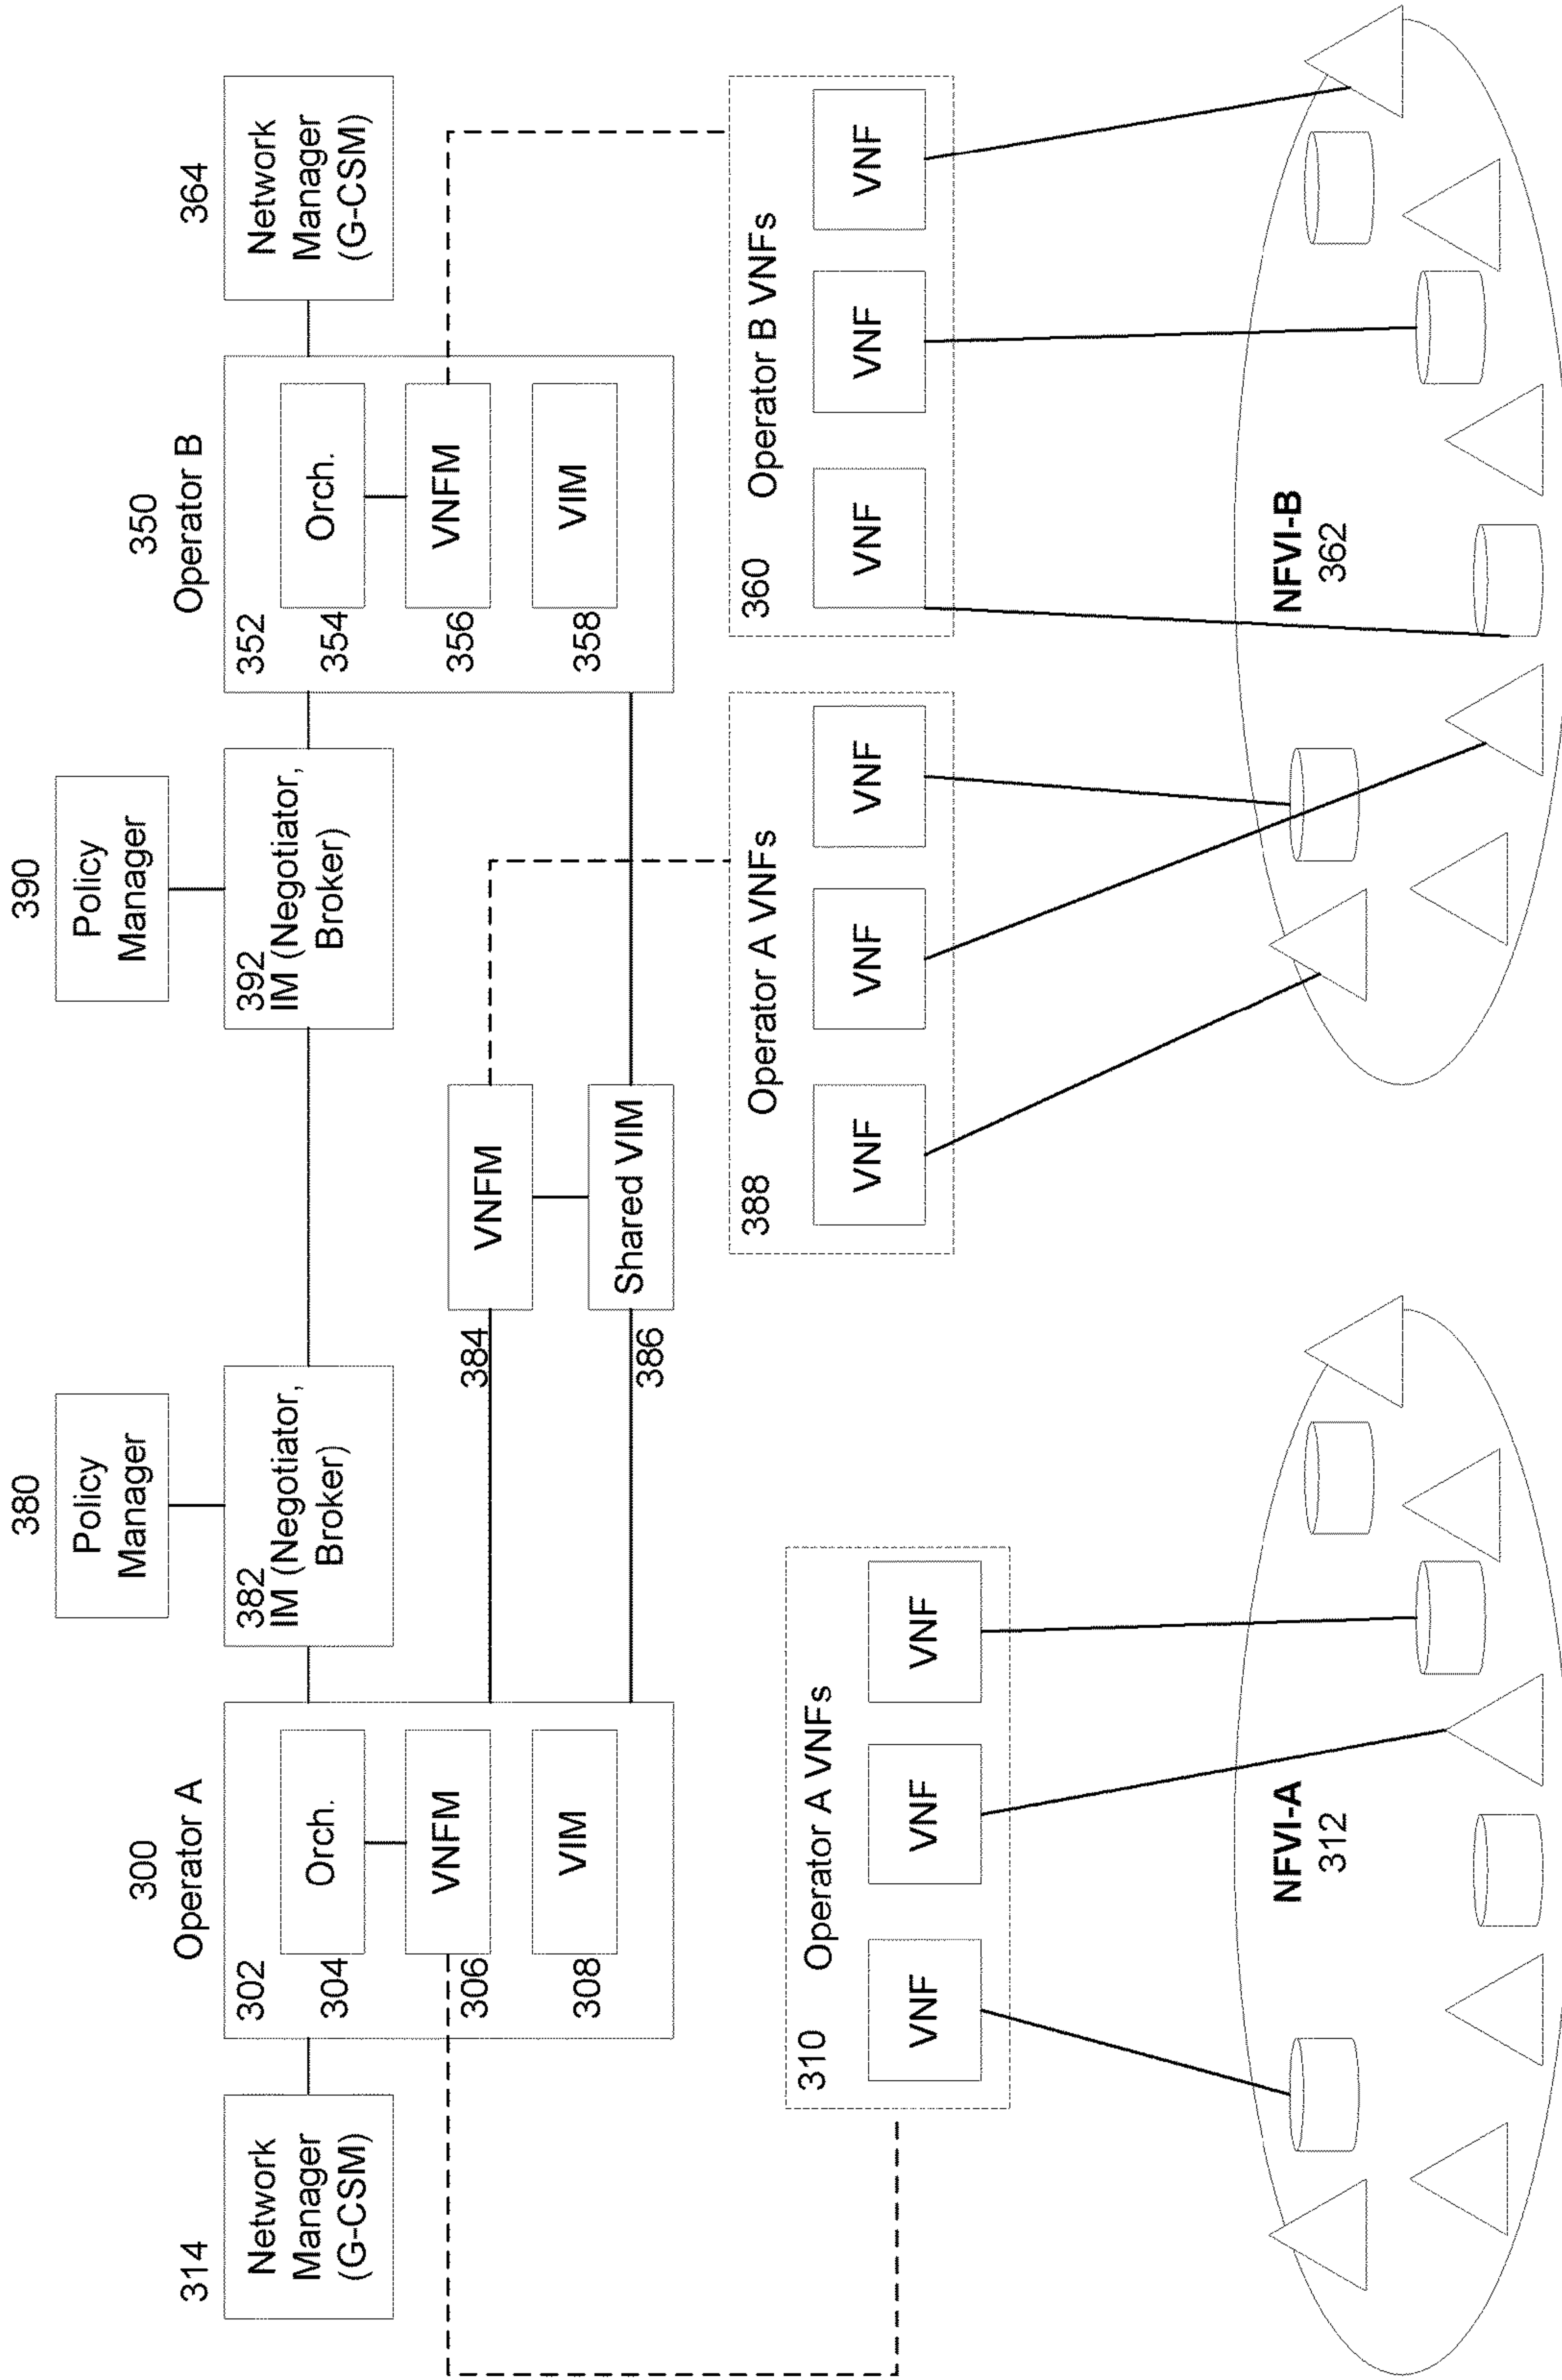 380
390
Policy
Manager
Policy
Manager
314
300
Operator A
350
Operator B
364
Network
Manager
(G-CSM)
302
304
Orch.
306
VNFM
308
VIM
382
IM (Negotiator,
Broker)
392
IM (Negotiator,
Broker)
352
354
Orch.
356
VNFM
358
VIM
Network
Manager
(G-CSM)
384
VNFM
386
Shared VIM
310
Operator A VNFs
VNF
VNF
VNF
388
Operator A VNFs
VNF
VNF
VNF
360
Operator B VNFs
VNF
VNF
VNF
NFVI-A
312
NFVI-B
362